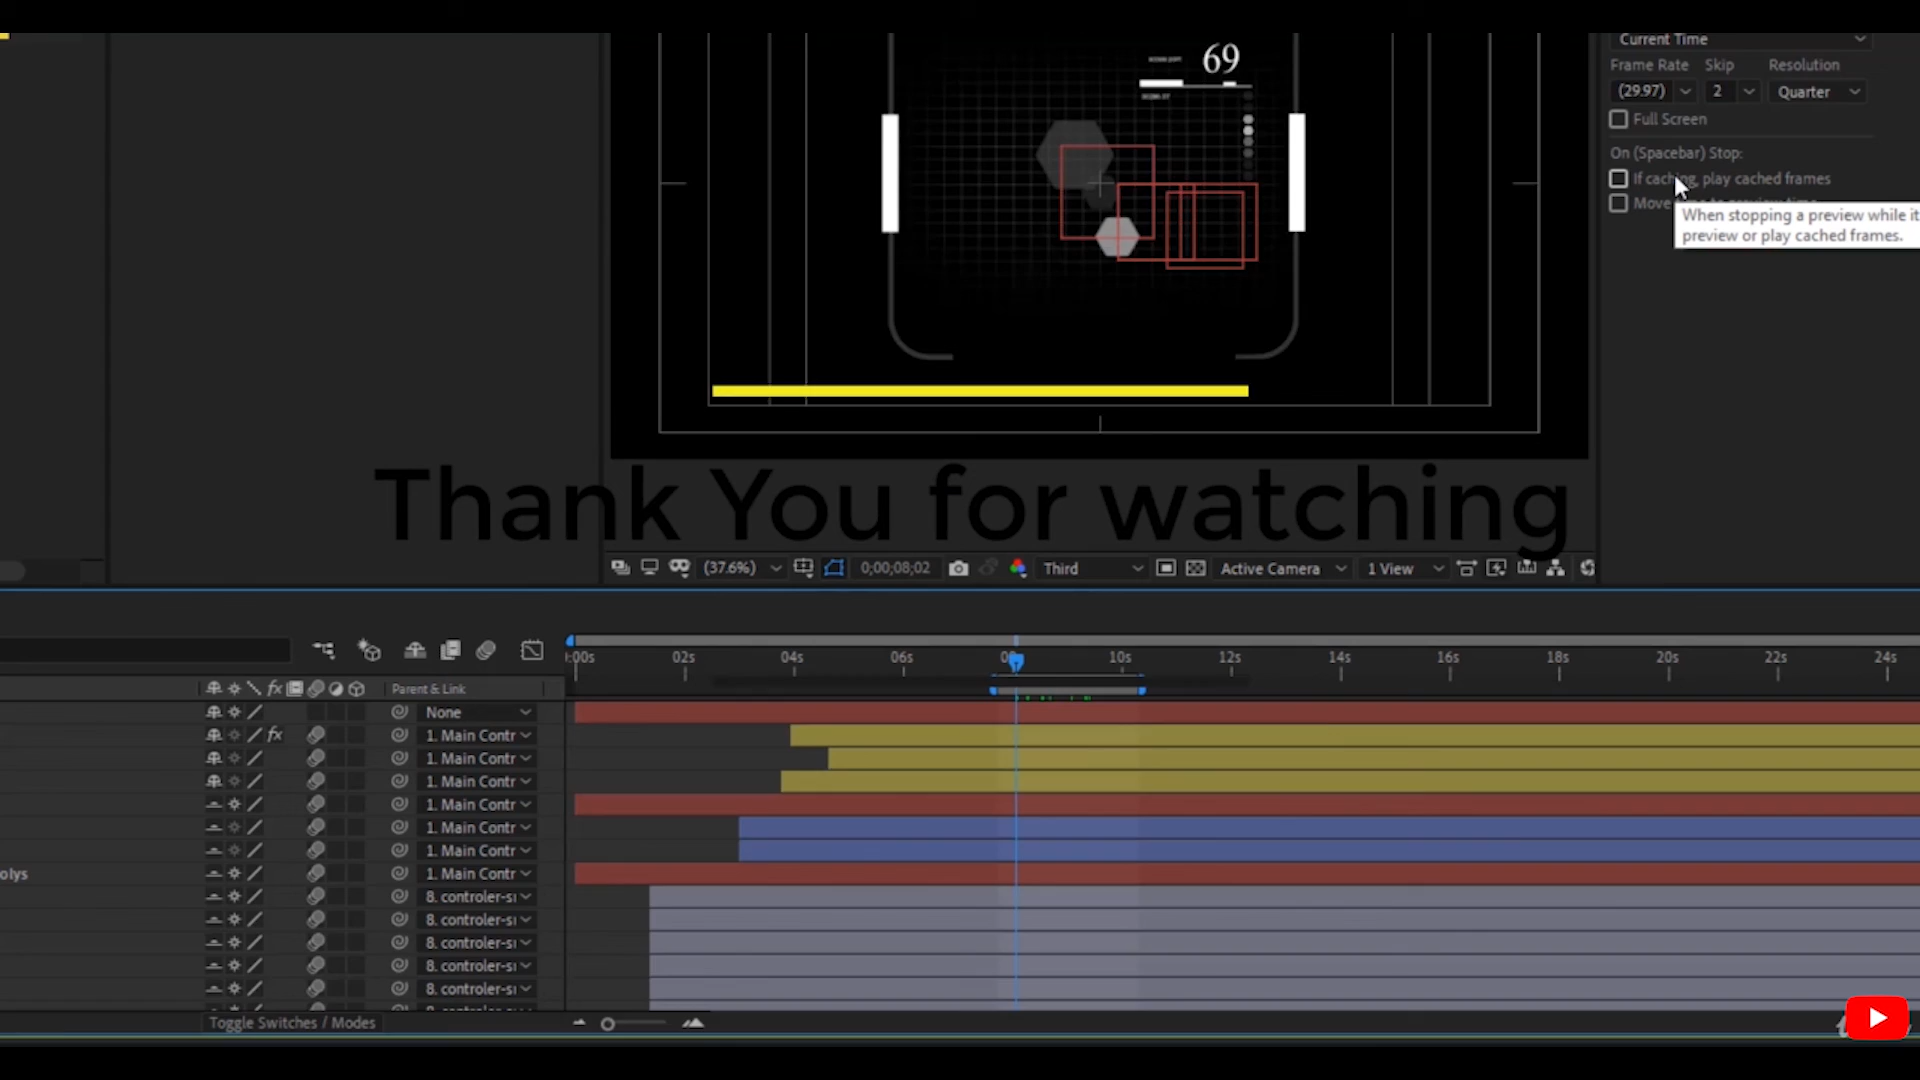 Current Time
Frame Rate Skip Resolution
(29.97) 2 Quarter
Full Screen
On (Spacebar) Stop:
If caching, play cached frames
Move
When stopping a preview while it
preview or play cached frames.
69
Thank You for watching
(37.6%) 0;00;08;02 Third Active Camera 1 View
:00s 02s 04s 06s 10s 12s 14s 16s 18s 20s 22s 24s
fx Parent & Link
None
fx 1. Main Contr
1. Main Contr
1. Main Contr
1. Main Contr
1. Main Contr
1. Main Contr
olys 1. Main Contr
8. controler-s
8. controler-s
8. controler-s
8. controler-s
8. controler-s
Toggle Switches / Modes